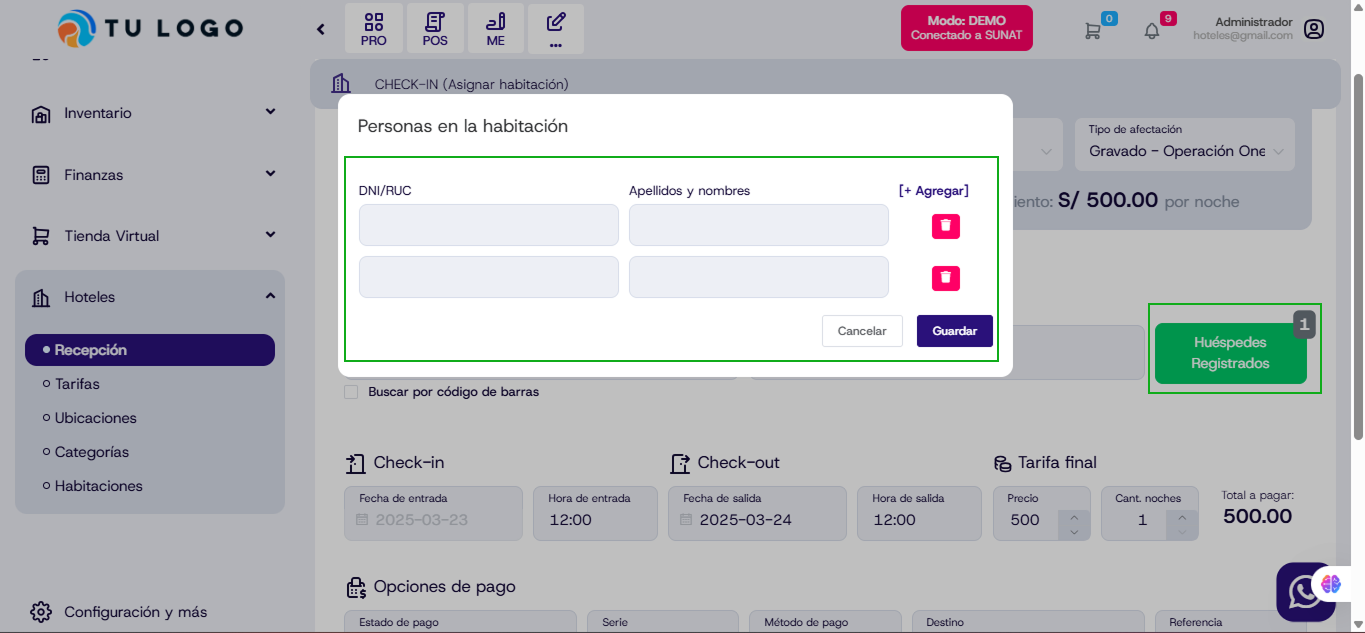 TU LOGO
PRO
POS
ME
...
Modo: DEMO
Conectado a SUNAT
0
9
Administrador
hoteles@gmail.com
Inventario
Finanzas
Tienda Virtual
Hoteles
Recepción
Tarifas
Ubicaciones
Categorías
Habitaciones
Configuración y más
CHECK-IN (Asignar habitación)
Tipo de afectación
Gravado - Operación One
iento: S/ 500.00 por noche
Personas en la habitación
DNI/RUC
Apellidos y nombres
[+ Agregar]
Cancelar
Guardar
1
Huéspedes
Registrados
Buscar por código de barras
Check-in
Check-out
Tarifa final
Fecha de entrada
2025-03-23
Hora de entrada
12:00
Fecha de salida
2025-03-24
Hora de salida
12:00
Precio
500
Cant. noches
1
Total a pagar:
500.00
Opciones de pago
Estado de pago
Serie
Método de pago
Destino
Referencia